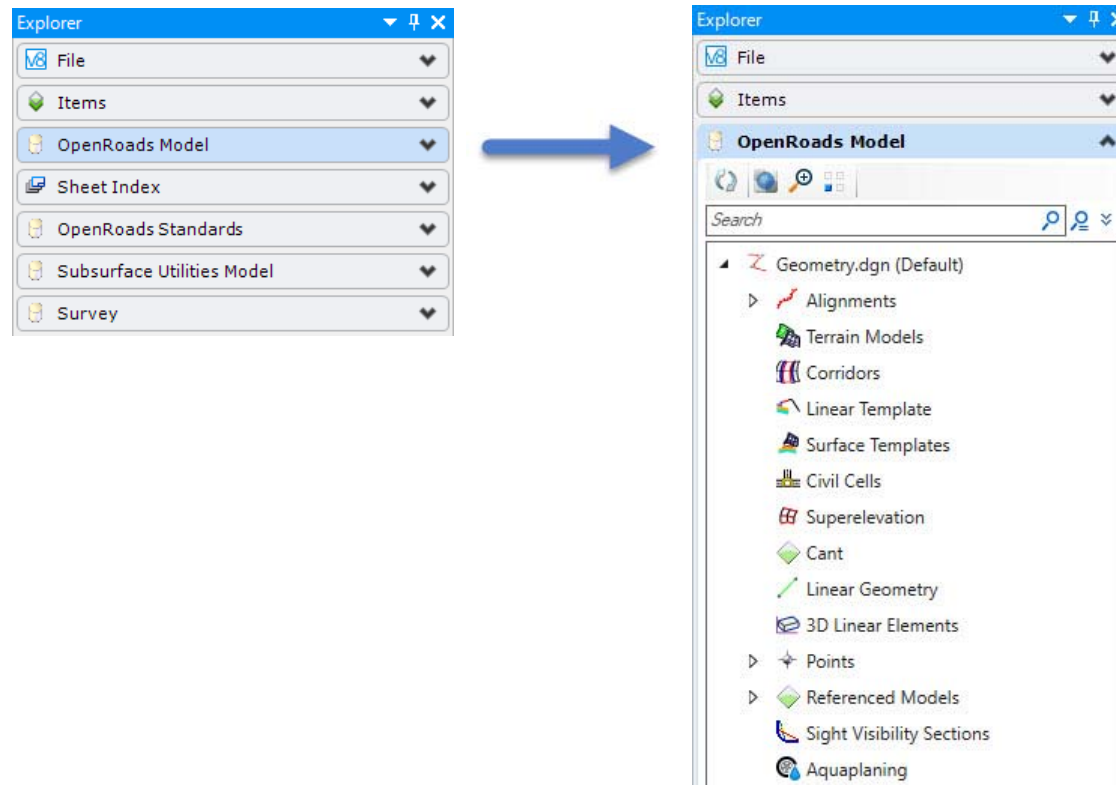 Explorer
V8 File
Items
OpenRoads Model
Sheet Index
OpenRoads Standards
Subsurface Utilities Model
Survey
Explorer
V8 File
Items
OpenRoads Model
Search
Geometry.dgn (Default)
Alignments
Terrain Models
Corridors
Linear Template
Surface Templates
Civil Cells
Superelevation
Cant
Linear Geometry
3D Linear Elements
Points
Referenced Models
Sight Visibility Sections
Aquaplaning